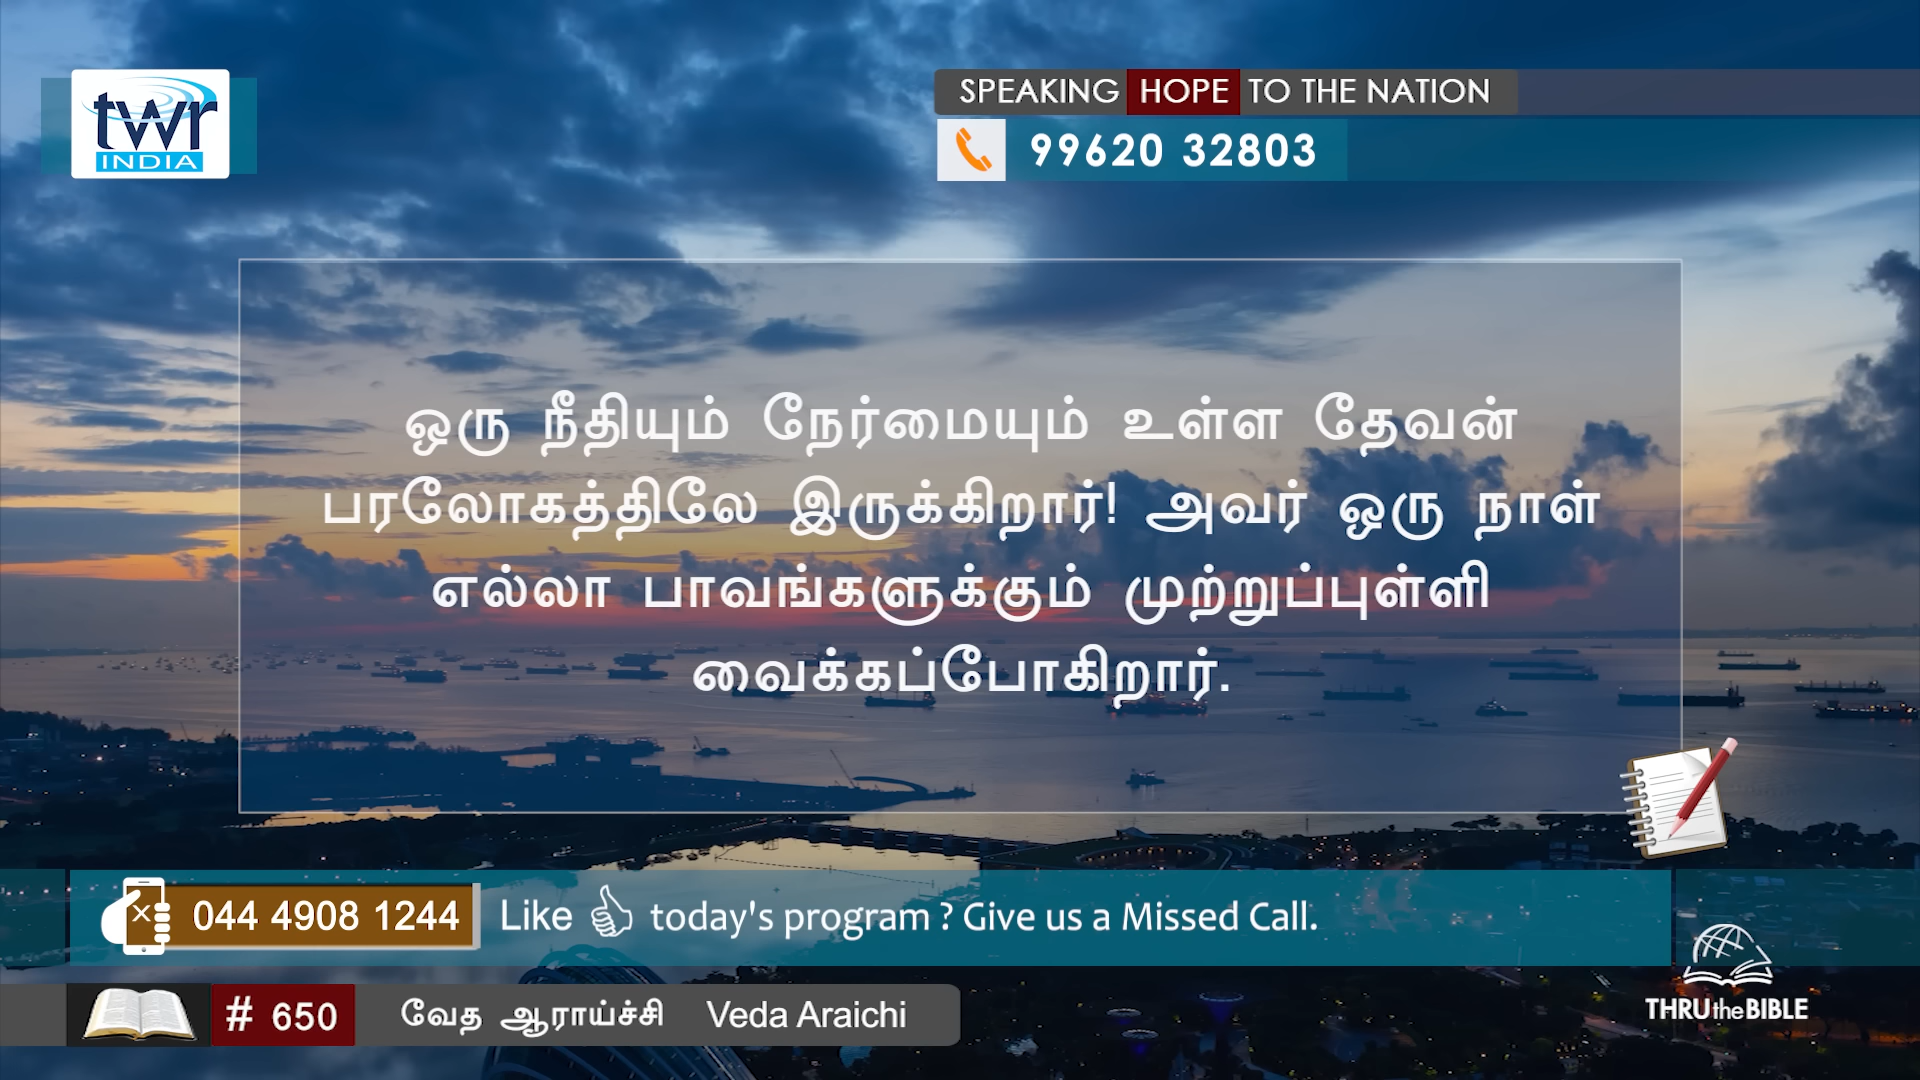 twr
INDIA
SPEAKING HOPE TO THE NATION
99620 32803
ஒரு நீதியும் நேர்மையும் உள்ள தேவன்
பரலோகத்திலே இருக்கிறார்! அவர் ஒரு நாள்
எல்லா பாவங்களுக்கும் முற்றுப்புள்ளி
வைக்கப்போகிறார்.
044 4908 1244 Like today's program ? Give us a Missed Call.
# 650 வேத ஆராய்ச்சி Veda Araichi
THRU the BIBLE